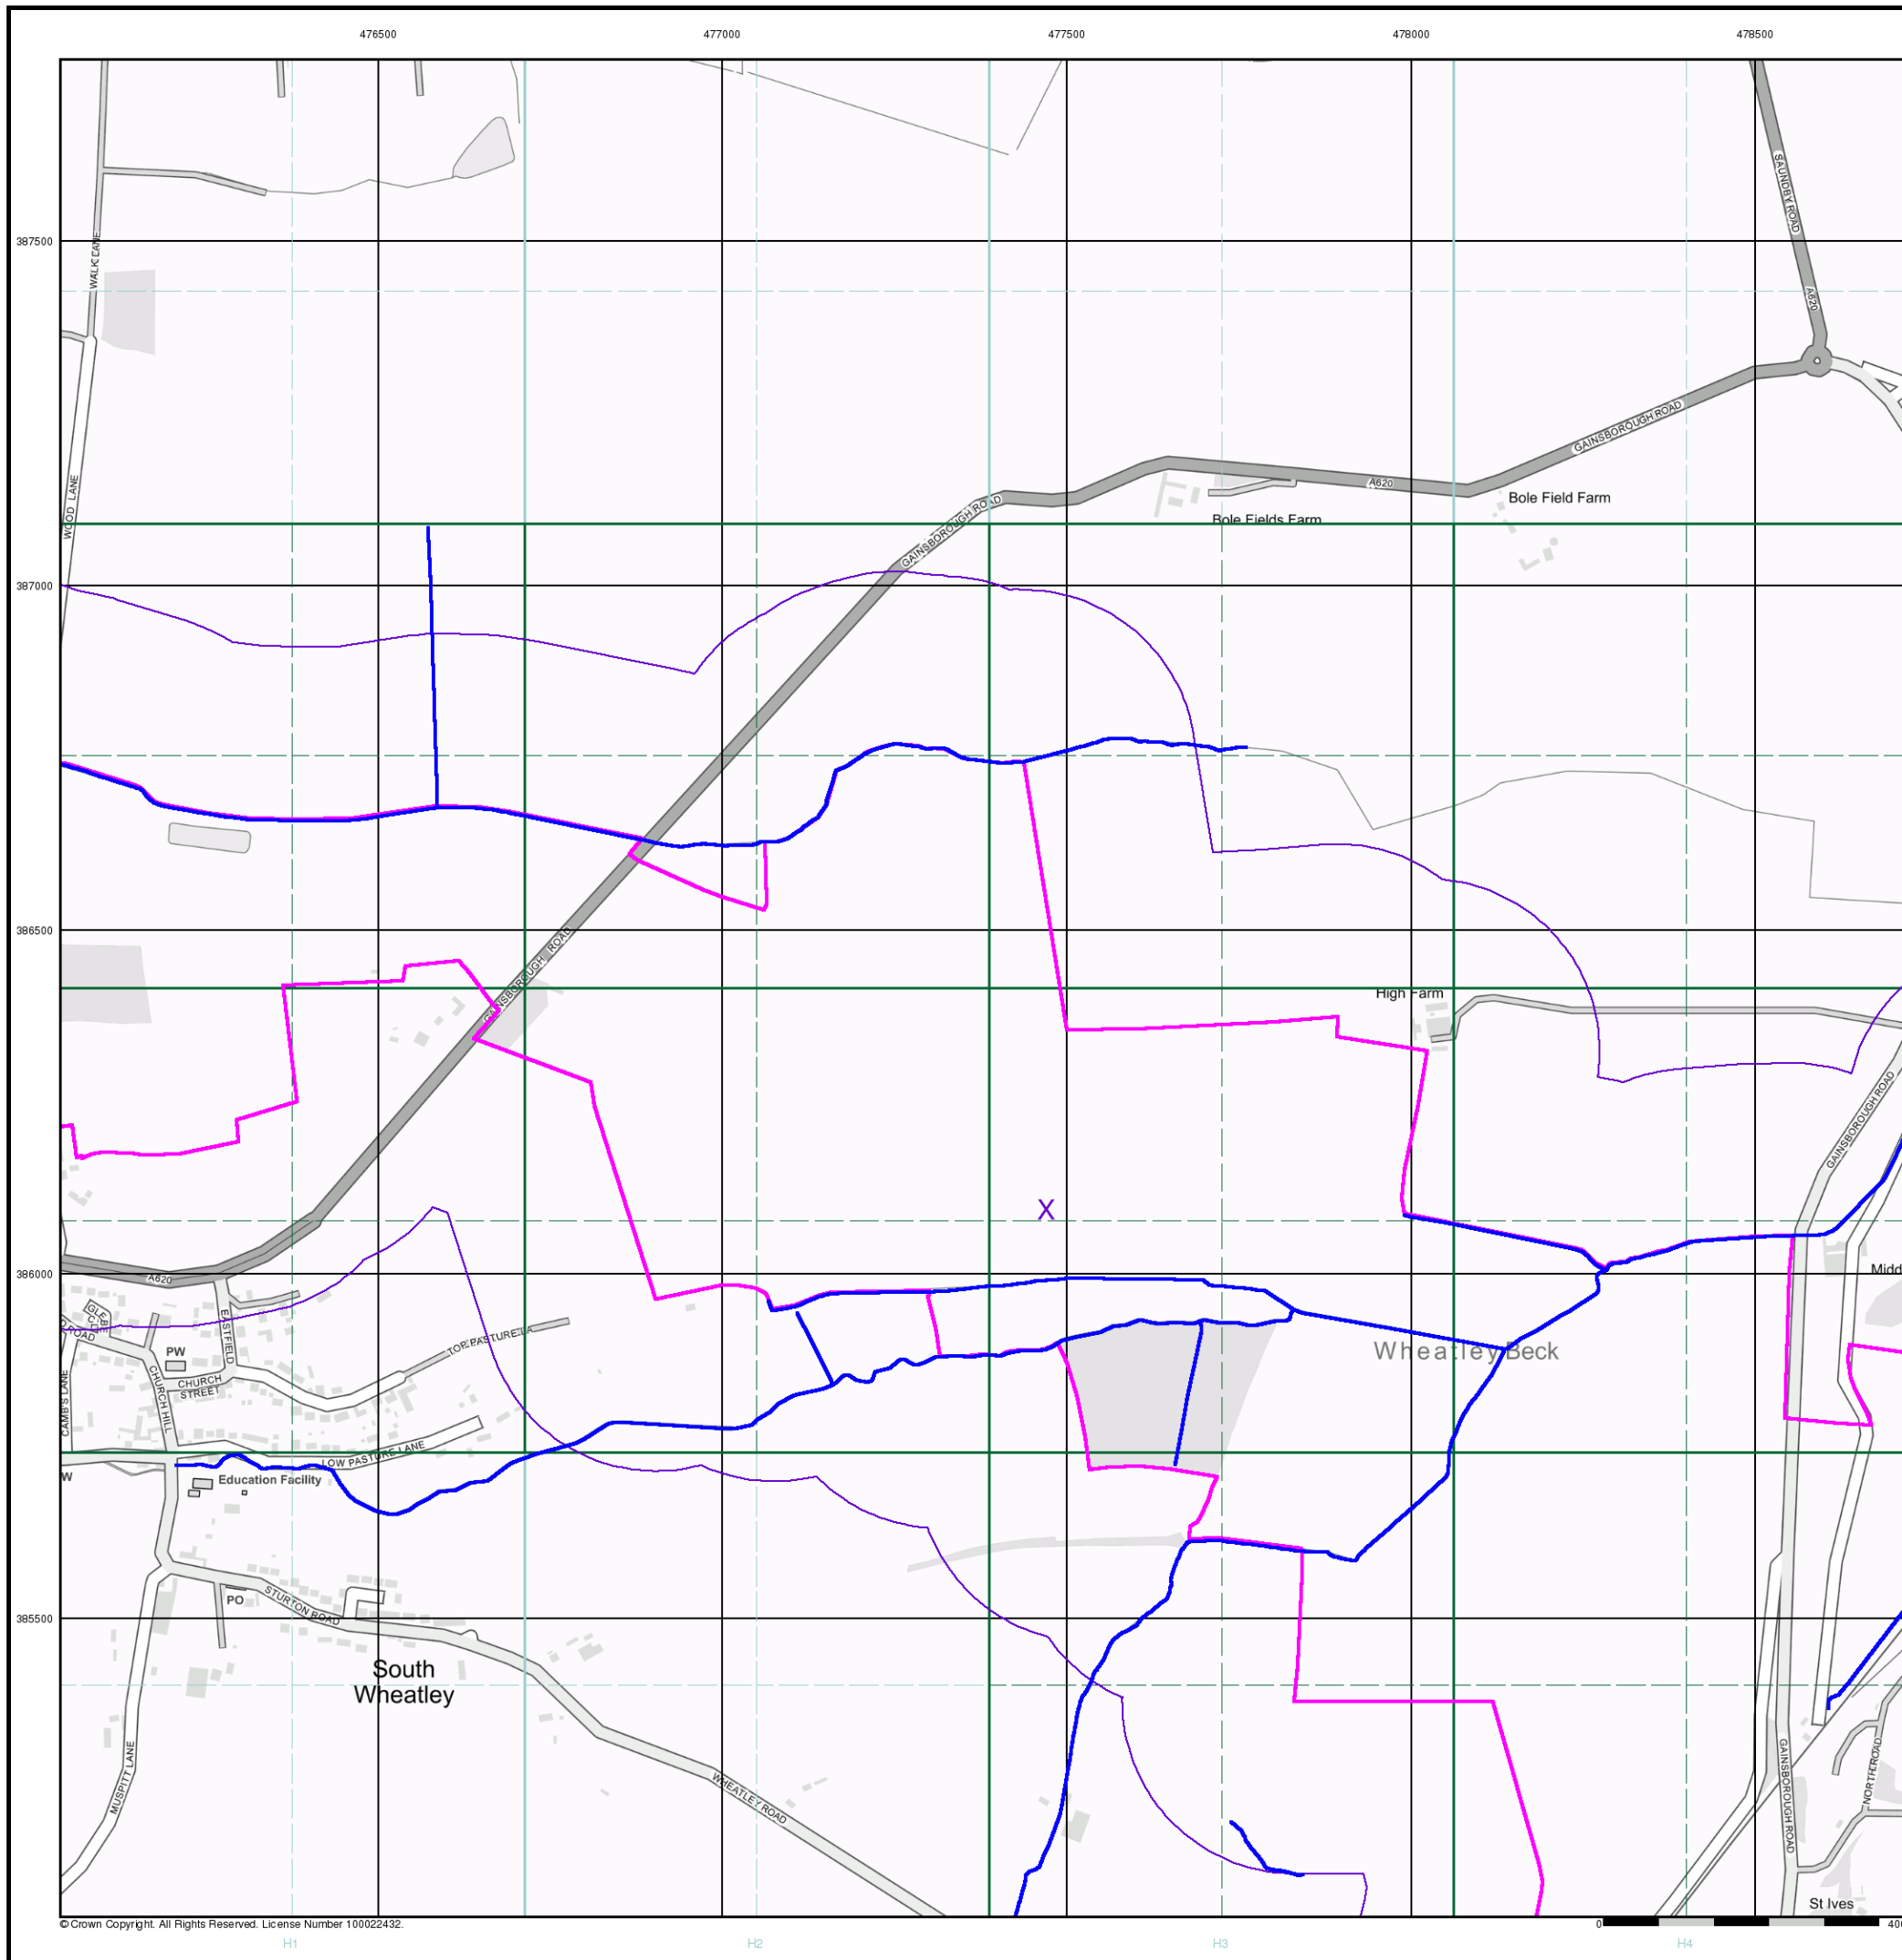 476500 477000 477500 478000 478500
387500
387000
386500
386000
385500
SAUNDBY ROAD
A620
WALK LANE
WOOD LANE
GAINSBOROUGH ROAD
A620
GAINSBOROUGH ROAD
Bole Field Farm
Bole Fields Farm
GAINSBOROUGH ROAD
High Farm
GAINSBOROUGH ROAD
X
A620
EASTFIELD
GLEBE
ROAD
PW
CHURCH
STREET
CHURCH HILL
TOP PASTURE LA
CAMB'S LANE
LOW PASTURE LANE
W
Education Facility
Wheatley Beck
Midd
PO
STURTON ROAD
South
Wheatley
MUSPITT LANE
WHEATLEY ROAD
GAINSBOROUGH ROAD
NORTH ROAD
St Ives
© Crown Copyright. All Rights Reserved. License Number 100022432.
0 400
H1 H2 H3 H4